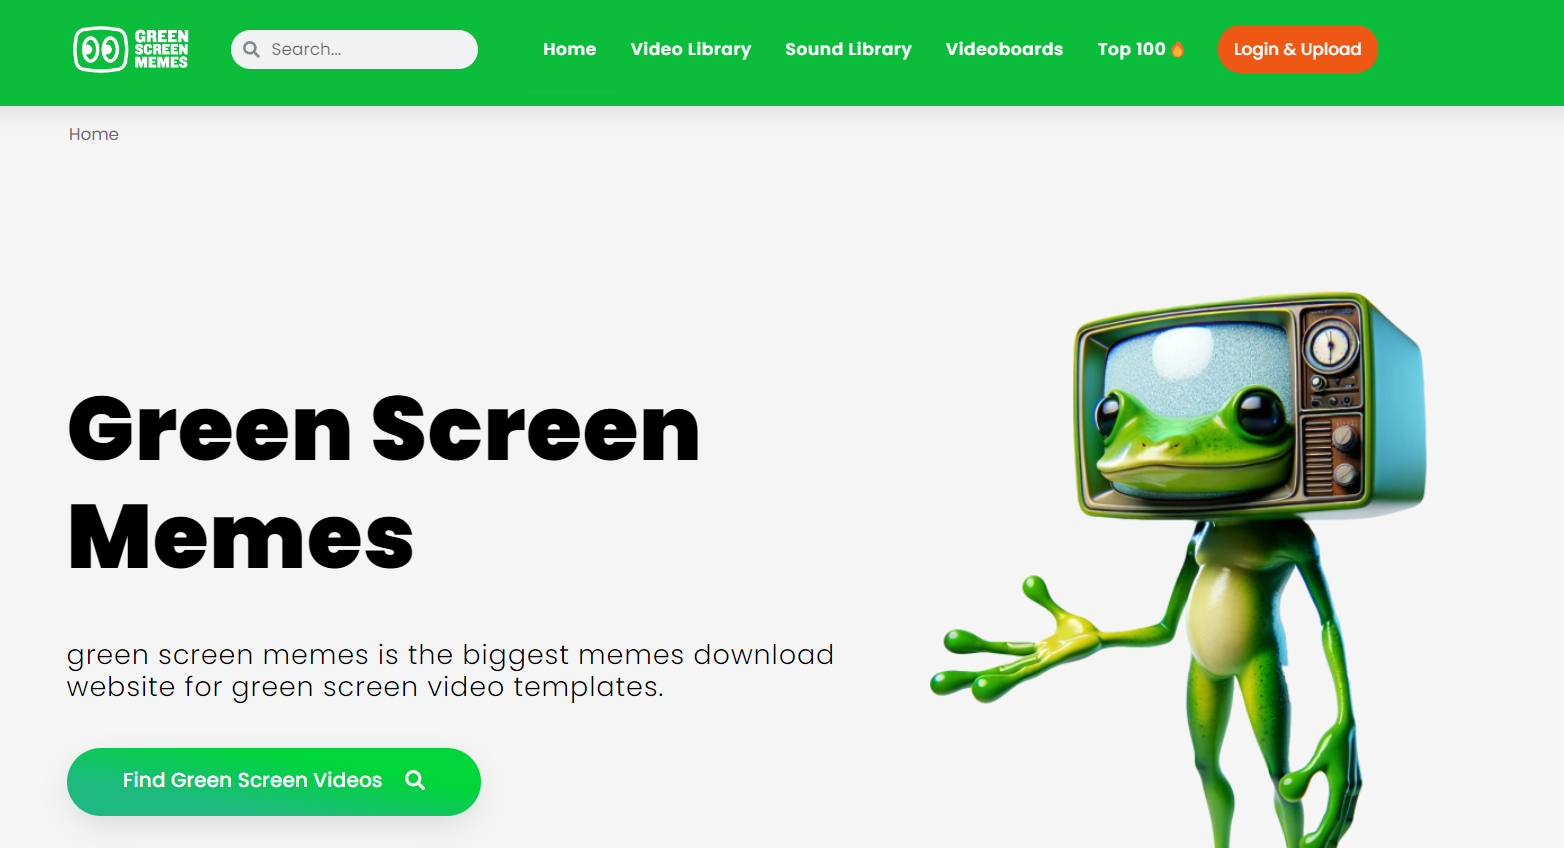 GREEN
SCREEN
MEMES
Search...
Home
Video Library
Sound Library
Videoboards
Top 100
Login & Upload
Home
Green Screen
Memes
green screen memes is the biggest memes download
website for green screen video templates.
Find Green Screen Videos